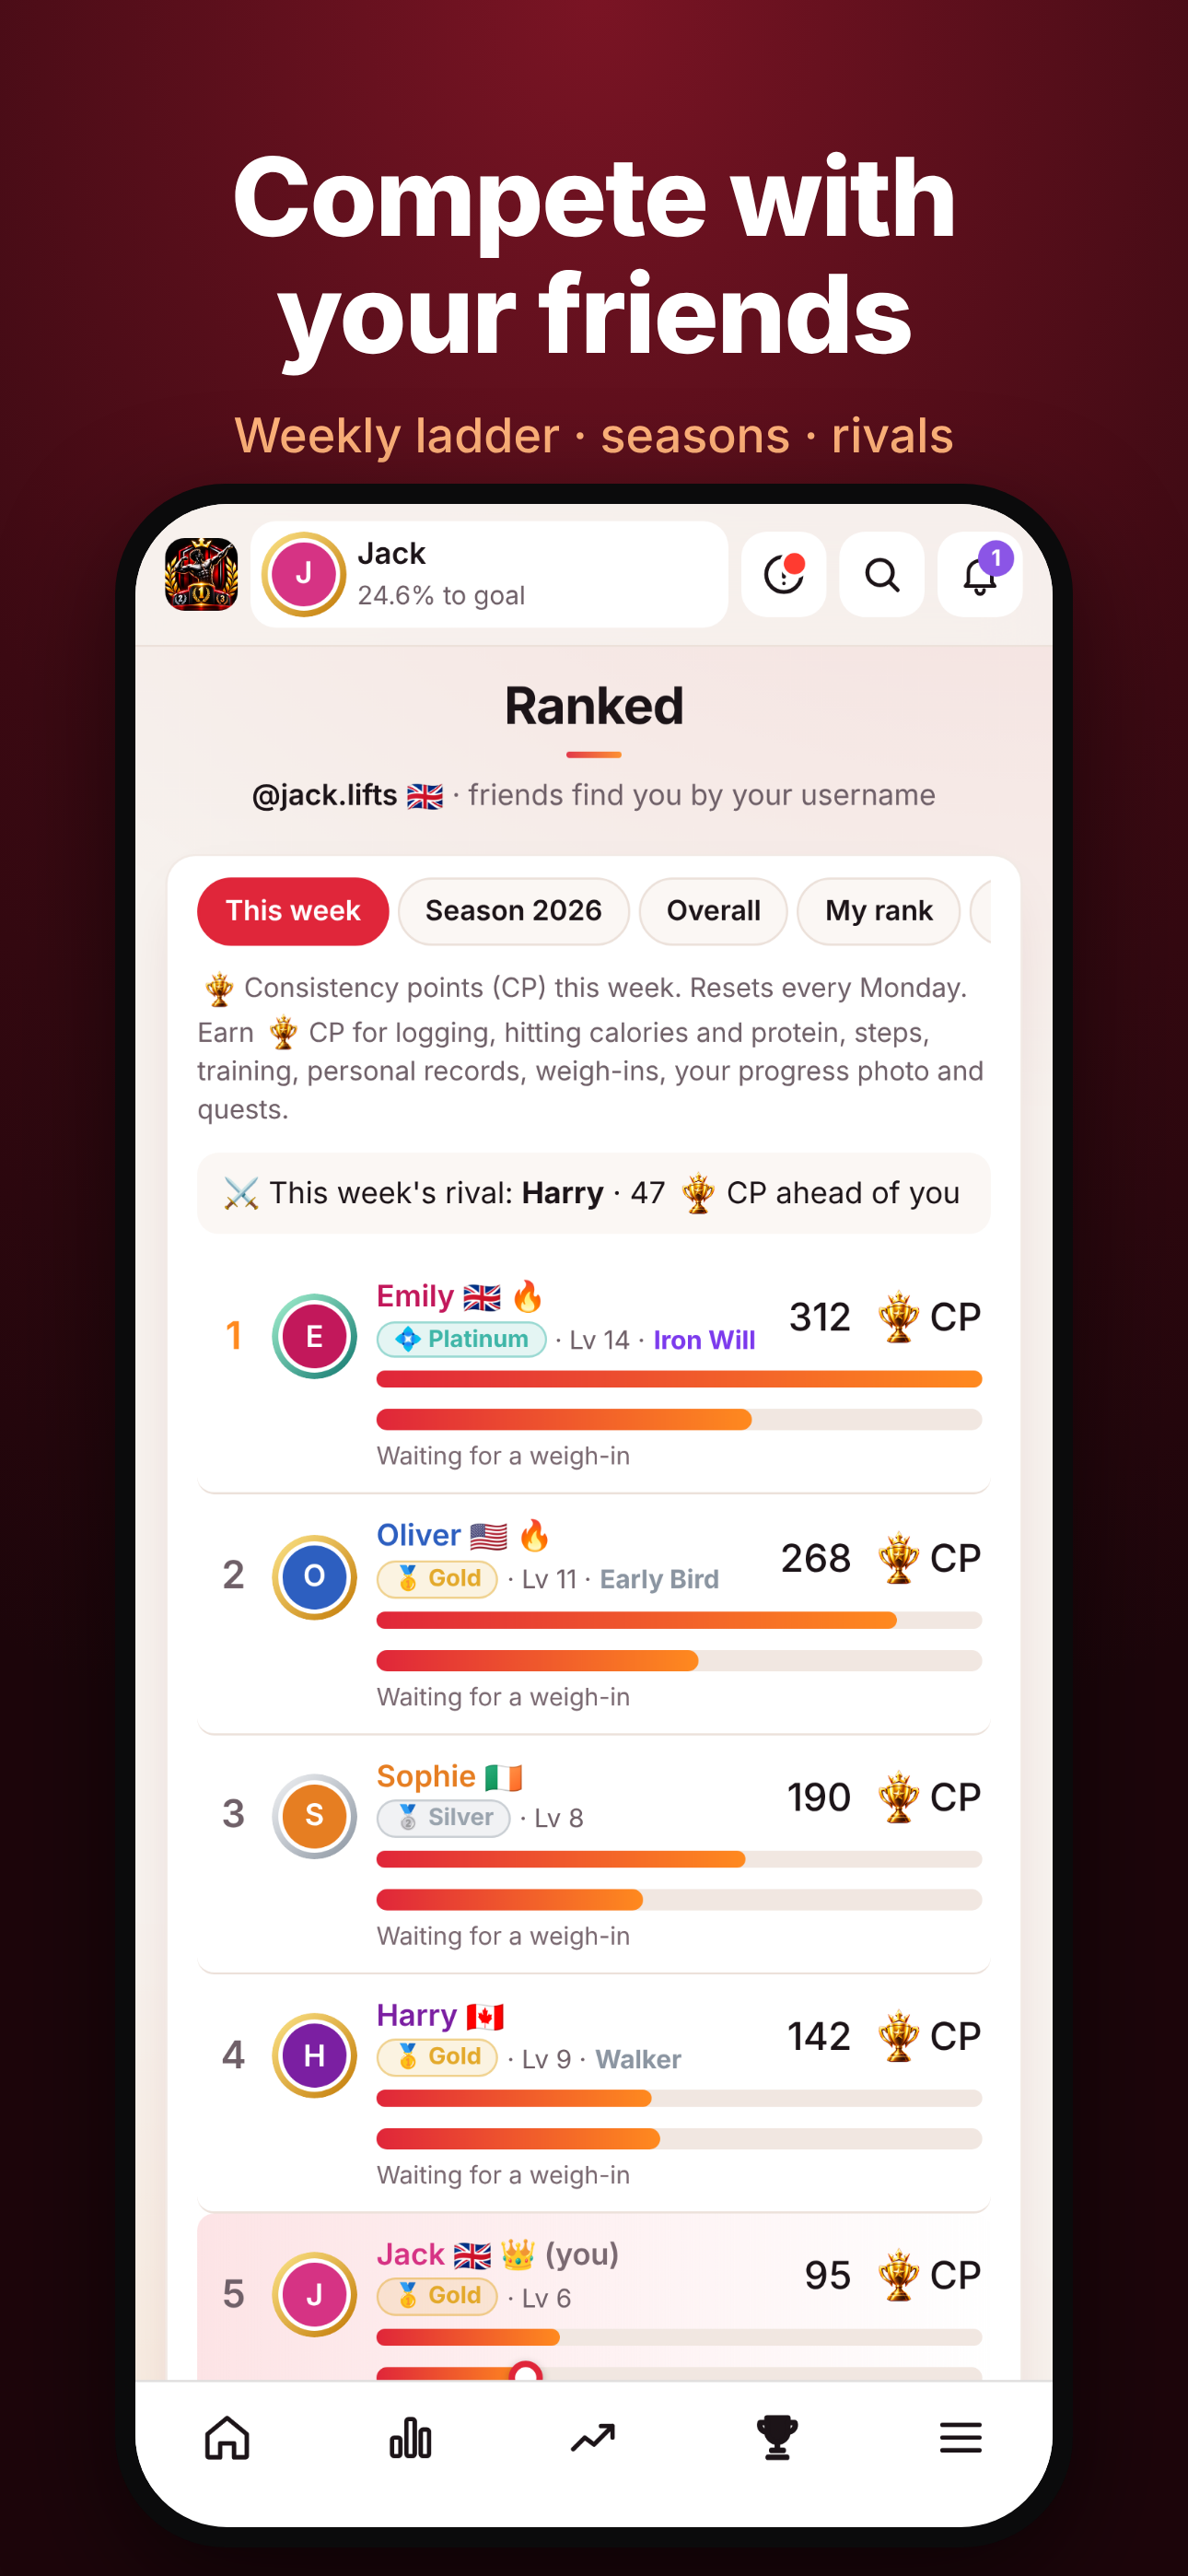 Compete with
your friends
Weekly ladder · seasons · rivals
J
Jack
24.6% to goal
1
Ranked
@jack.lifts 🇬🇧 · friends find you by your username
This week
Season 2026
Overall
My rank
🏆 Consistency points (CP) this week. Resets every Monday.
Earn 🏆 CP for logging, hitting calories and protein, steps,
training, personal records, weigh-ins, your progress photo and
quests.
⚔️ This week's rival: Harry · 47 🏆 CP ahead of you
1
E
Emily 🇬🇧 🔥
💠 Platinum · Lv 14 · Iron Will
312 🏆 CP
Waiting for a weigh-in
2
O
Oliver 🇺🇸 🔥
🥇 Gold · Lv 11 · Early Bird
268 🏆 CP
Waiting for a weigh-in
3
S
Sophie 🇮🇪
🥈 Silver · Lv 8
190 🏆 CP
Waiting for a weigh-in
4
H
Harry 🇨🇦
🥇 Gold · Lv 9 · Walker
142 🏆 CP
Waiting for a weigh-in
5
J
Jack 🇬🇧 👑 (you)
🥇 Gold · Lv 6
95 🏆 CP